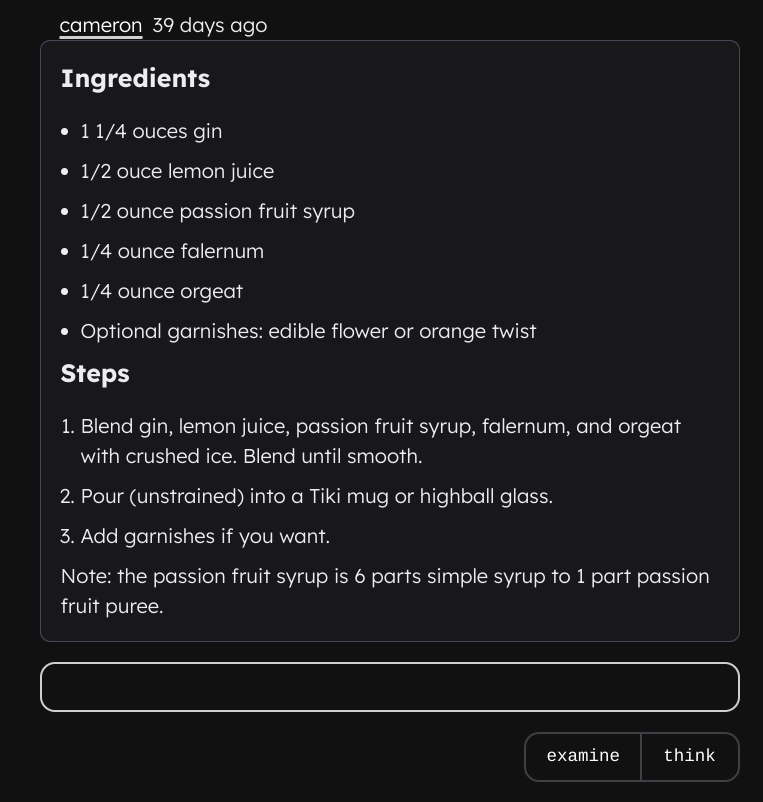 cameron 39 days ago
Ingredients
• 1 1/4 ouces gin
• 1/2 ouce lemon juice
• 1/2 ounce passion fruit syrup
• 1/4 ounce falernum
• 1/4 ounce orgeat
• Optional garnishes: edible flower or orange twist
Steps
1. Blend gin, lemon juice, passion fruit syrup, falernum, and orgeat
with crushed ice. Blend until smooth.
2. Pour (unstrained) into a Tiki mug or highball glass.
3. Add garnishes if you want.
Note: the passion fruit syrup is 6 parts simple syrup to 1 part passion
fruit puree.
examine think